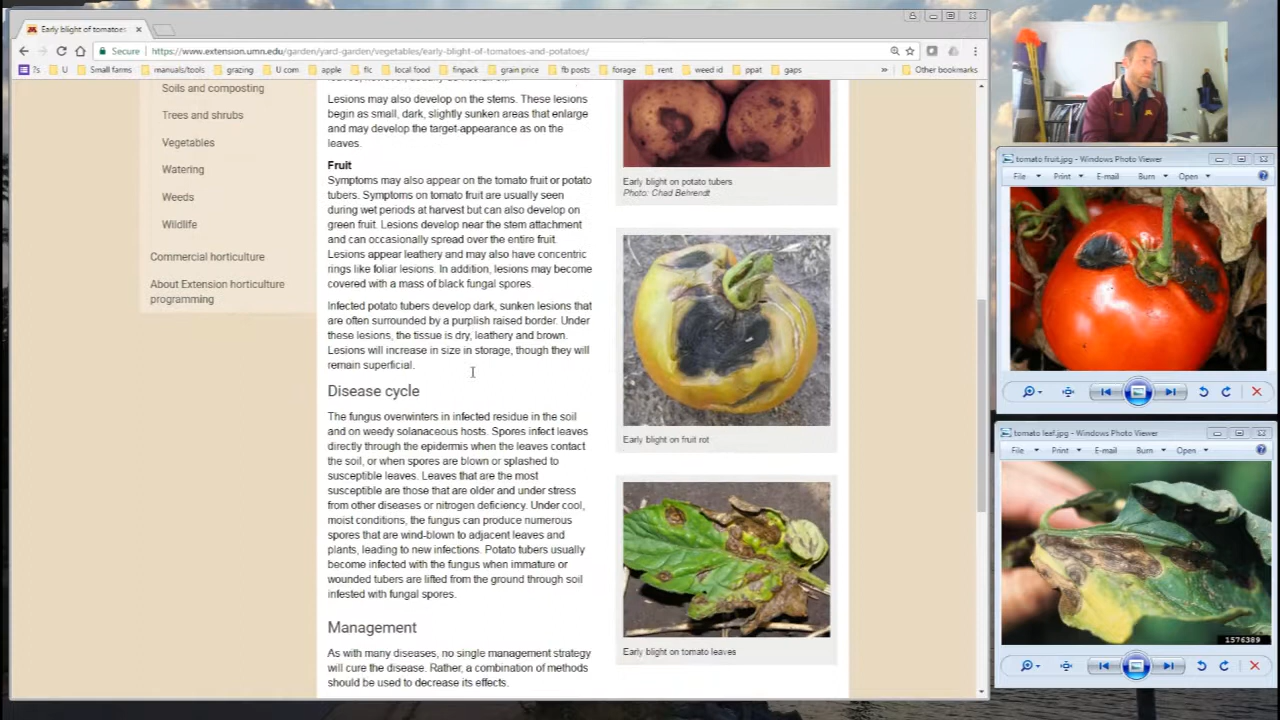 Early blight of tomatoes
Secure
https://www.extension.umn.edu/garden/yard-garden/vegetables/early-blight-of-tomatoes-and-potatoes/
?s U Small farms manuals/tools grazing U com apple fic local food finpack grain price fb posts forage rent weed id ppat gaps » Other bookmarks
Soils and composting
Trees and shrubs
Vegetables
Watering
Weeds
Wildlife
Commercial horticulture
About Extension horticulture
programming
Lesions may also develop on the stems. These lesions
begin as small, dark, slightly sunken areas that enlarge
and may develop the target-appearance as on the
leaves.
Fruit
Symptoms may also appear on the tomato fruit or potato
tubers. Symptoms on tomato fruit are usually seen
during wet periods at harvest but can also develop on
green fruit. Lesions develop near the stem attachment
and can occasionally spread over the entire fruit.
Lesions appear leathery and may also have concentric
rings like foliar lesions. In addition, lesions may become
covered with a mass of black fungal spores.
Infected potato tubers develop dark, sunken lesions that
are often surrounded by a purplish raised border. Under
these lesions, the tissue is dry, leathery and brown.
Lesions will increase in size in storage, though they will
remain superficial.
Disease cycle
The fungus overwinters in infected residue in the soil
and on weedy solanaceous hosts. Spores infect leaves
directly through the epidermis when the leaves contact
the soil, or when spores are blown or splashed to
susceptible leaves. Leaves that are the most
susceptible are those that are older and under stress
from other diseases or nitrogen deficiency. Under cool,
moist conditions, the fungus can produce numerous
spores that are wind-blown to adjacent leaves and
plants, leading to new infections. Potato tubers usually
become infected with the fungus when immature or
wounded tubers are lifted from the ground through soil
infested with fungal spores.
Management
As with many diseases, no single management strategy
will cure the disease. Rather, a combination of methods
should be used to decrease its effects.
Early blight on potato tubers
Photo: Chad Behrendt
Early blight on fruit rot
Early blight on tomato leaves
tomato fruit.jpg - Windows Photo Viewer
File Print E-mail Burn Open
tomato leaf.jpg - Windows Photo Viewer
File Print E-mail Burn Open
1576389